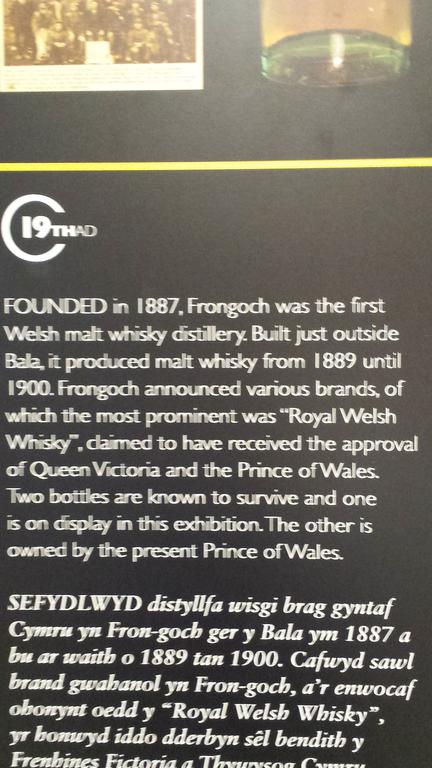 C
19THAD
FOUNDED in 1887, Frongoch was the first
Welsh malt whisky distillery. Built just outside
Bala, it produced malt whisky from 1889 until
1900. Frongoch announced various brands, of
which the most prominent was “Royal Welsh
Whisky”, claimed to have received the approval
of Queen Victoria and the Prince of Wales.
Two bottles are known to survive and one
is on display in this exhibition. The other is
owned by the present Prince of Wales.
SEFYDLWYD distyllfa wisgi brag gyntaf
Cymru yn Fron-goch ger y Bala ym 1887 a
bu ar waith o 1889 tan 1900. Cafwyd sawl
brand gwahanol yn Fron-goch, a’r enwocaf
ohonynt oedd y “Royal Welsh Whisky”,
yr honwyd iddo dderbyn sêl bendith y
Frenhines Fictoria a Thywysog Cymru